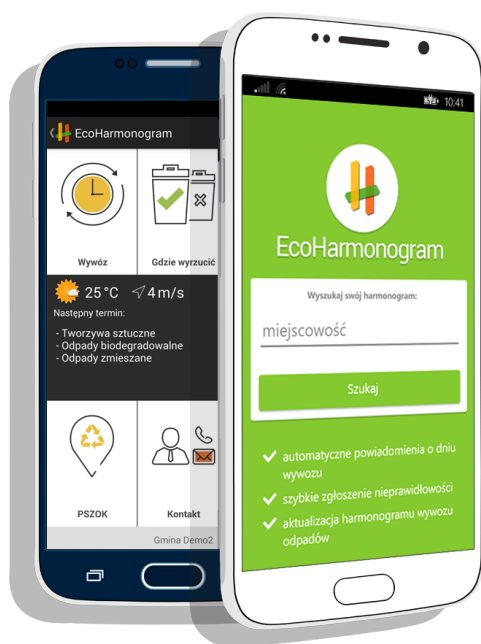 EcoHarmonogram
Wywóz
Gdzie wyrzucić
25°C
4m/s
Następny termin:
- Tworzywa sztuczne
- Odpady biodegradowalne
- Odpady zmieszane
PSZOK
Kontakt
Gmina Demo2
10:41
EcoHarmonogram
Wyszukaj swój harmonogram:
miejscowość
Szukaj
automatyczne powiadomienia o dniu
wywozu
szybkie zgłoszenie nieprawidłowości
aktualizacja harmonogramu wywozu
odpadów